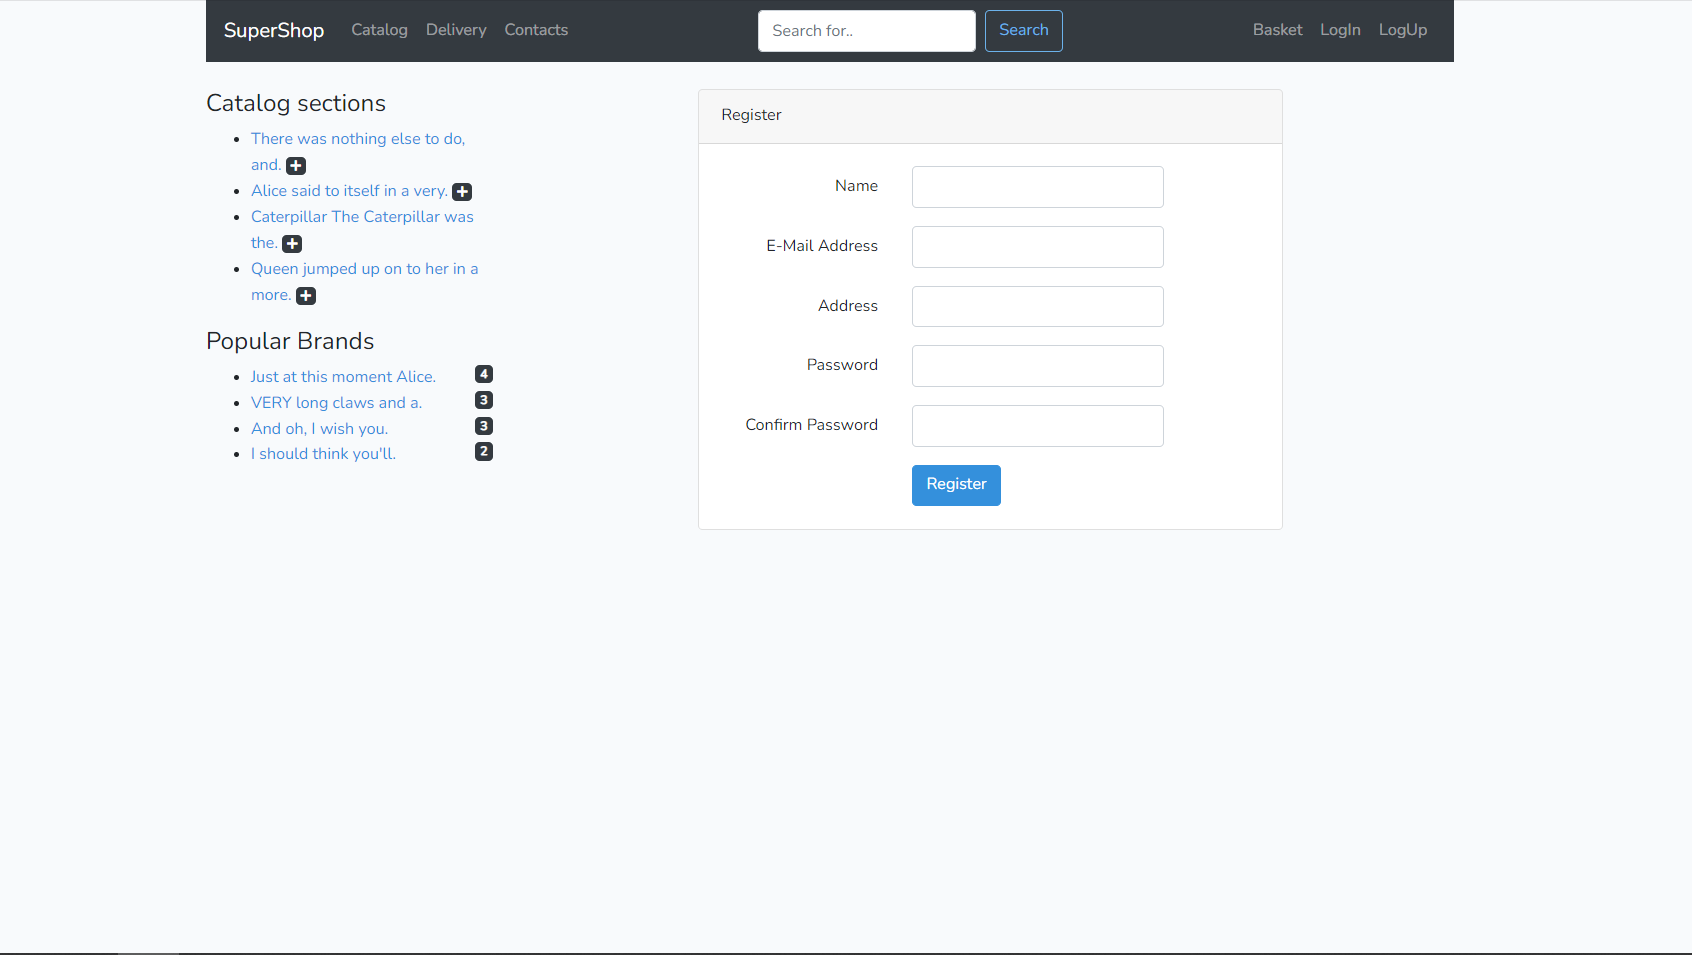 SuperShop Catalog Delivery Contacts Search for.. Search Basket LogIn LogUp
Catalog sections
There was nothing else to do,
and.
Alice said to itself in a very.
Caterpillar The Caterpillar was
the.
Queen jumped up on to her in a
more.
Popular Brands
Just at this moment Alice. 4
VERY long claws and a. 3
And oh, I wish you. 3
I should think you'll. 2
Register
Name
E-Mail Address
Address
Password
Confirm Password
Register